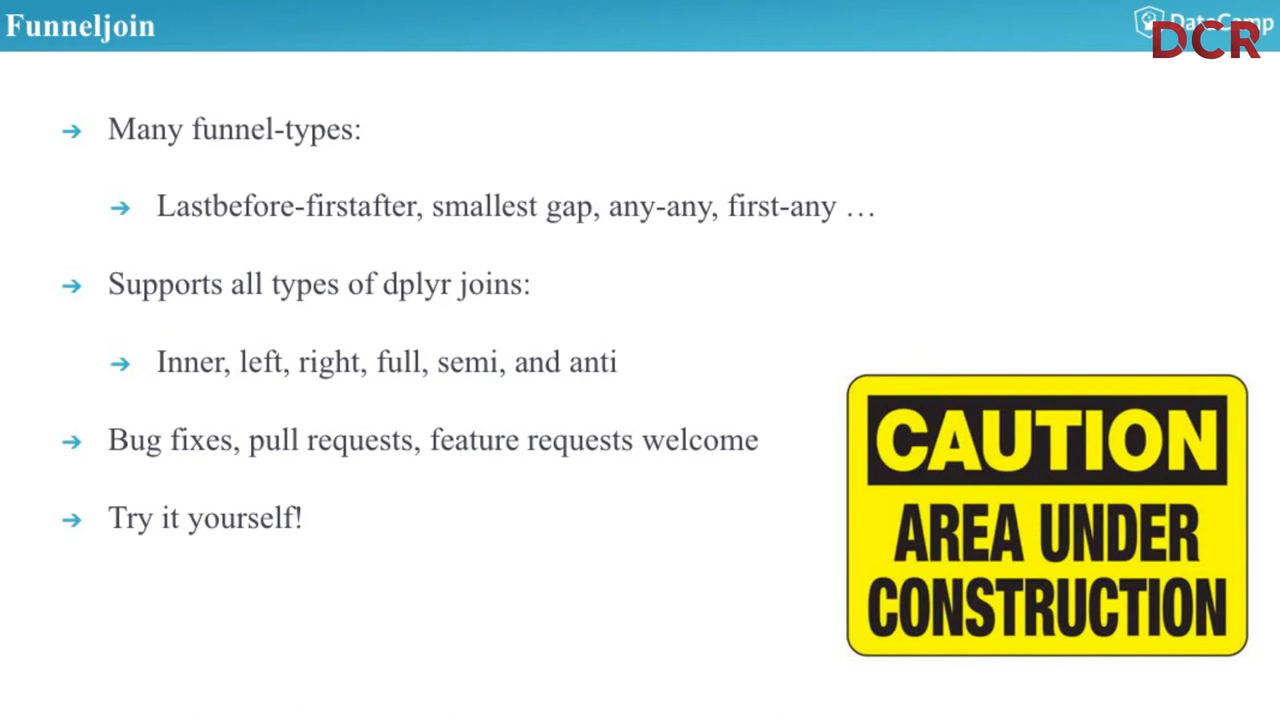 Funneljoin
DataCamp
DCR
➔ Many funnel-types:
➔ Lastbefore-firstafter, smallest gap, any-any, first-any …
➔ Supports all types of dplyr joins:
➔ Inner, left, right, full, semi, and anti
➔ Bug fixes, pull requests, feature requests welcome
➔ Try it yourself!
CAUTION
AREA UNDER
CONSTRUCTION